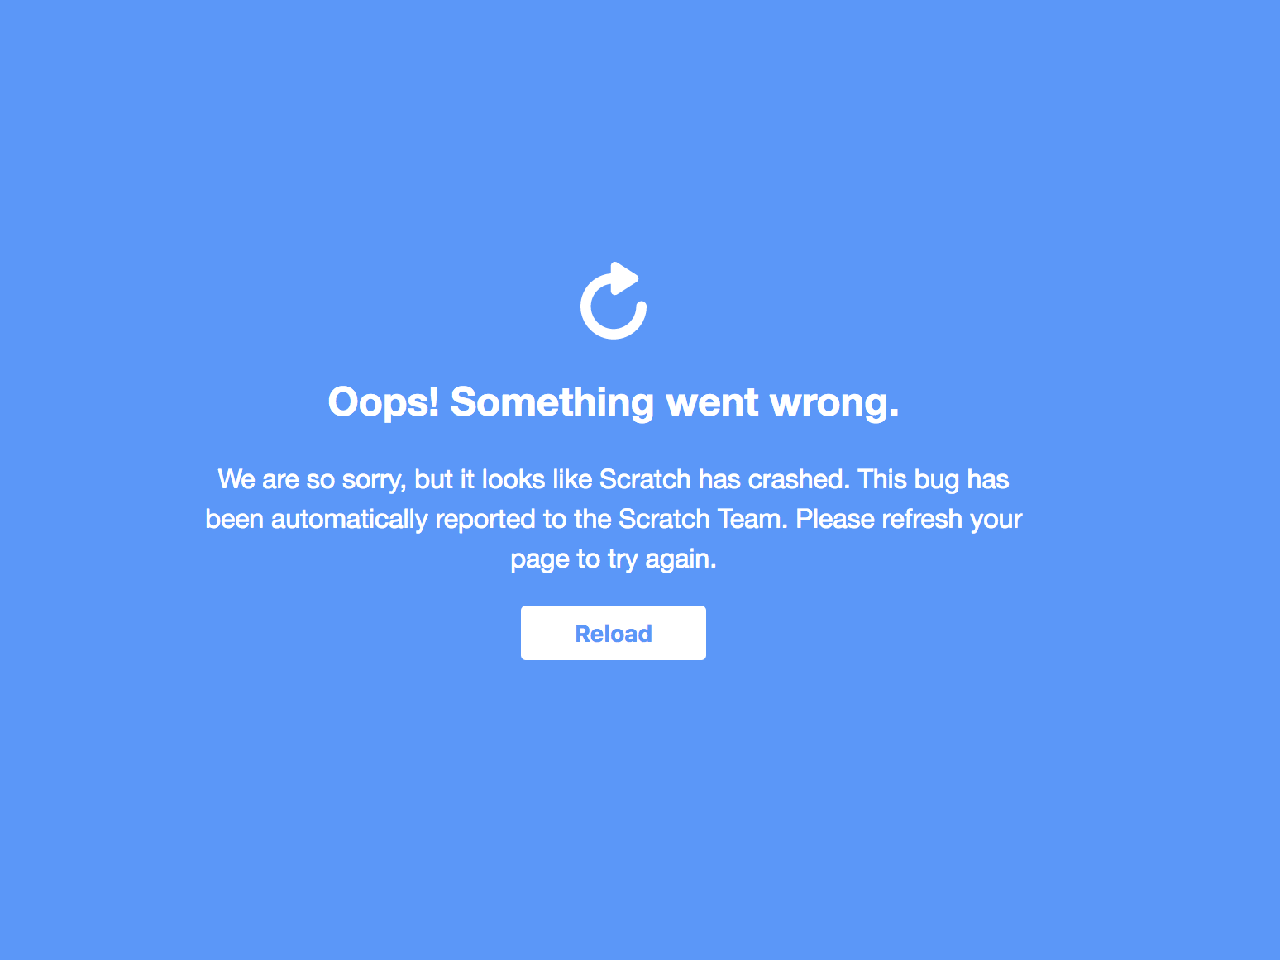 Oops! Something went wrong.
We are so sorry, but it looks like Scratch has crashed. This bug has
been automatically reported to the Scratch Team. Please refresh your
page to try again.
Reload